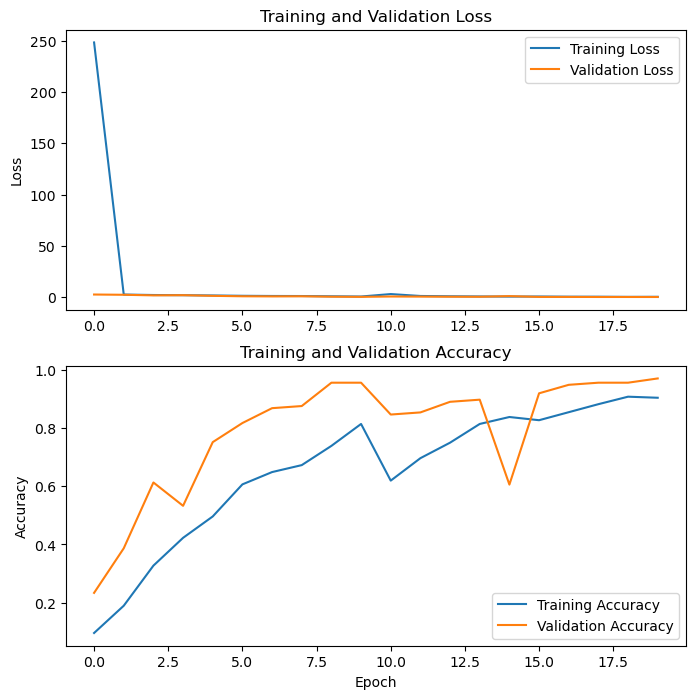 Training and Validation Loss
250
200
150
100
50
0
Loss
Training Loss
Validation Loss
0.0 2.5 5.0 7.5 10.0 12.5 15.0 17.5
Training and Validation Accuracy
1.0
0.8
0.6
0.4
0.2
Accuracy
Training Accuracy
Validation Accuracy
0.0 2.5 5.0 7.5 10.0 12.5 15.0 17.5
Epoch